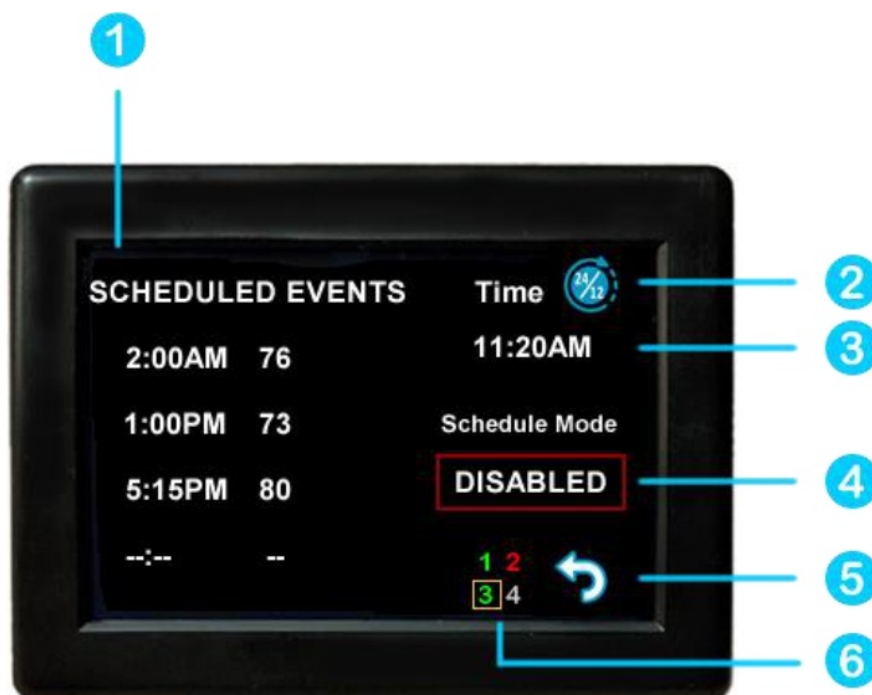 1
SCHEDULED EVENTS
Time 24/12
2
2:00AM 76
11:20AM
3
1:00PM 73
Schedule Mode
5:15PM 80
DISABLED
4
--:-- --
1 2
3 4
5
6